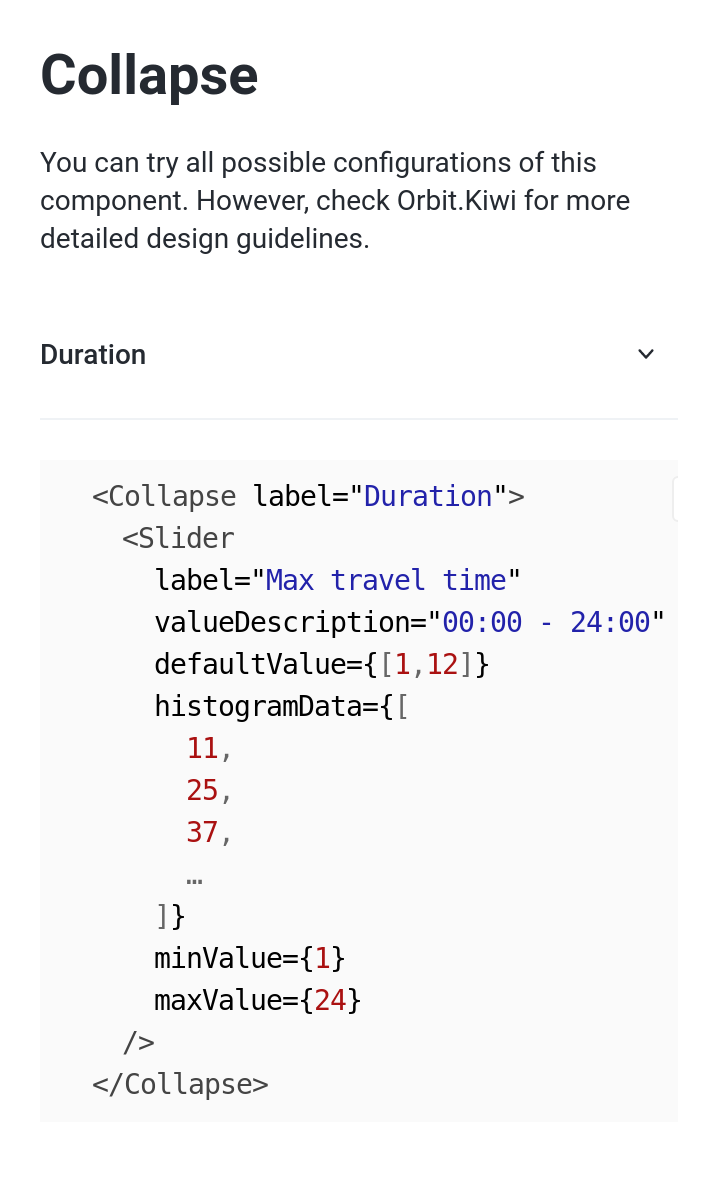 Collapse
You can try all possible configurations of this
component. However, check Orbit.Kiwi for more
detailed design guidelines.
Duration
<Collapse label="Duration">
  <Slider
    label="Max travel time"
    valueDescription="00:00 - 24:00"
    defaultValue={[1,12]}
    histogramData={[
      11,
      25,
      37,
      …
    ]}
    minValue={1}
    maxValue={24}
  />
</Collapse>